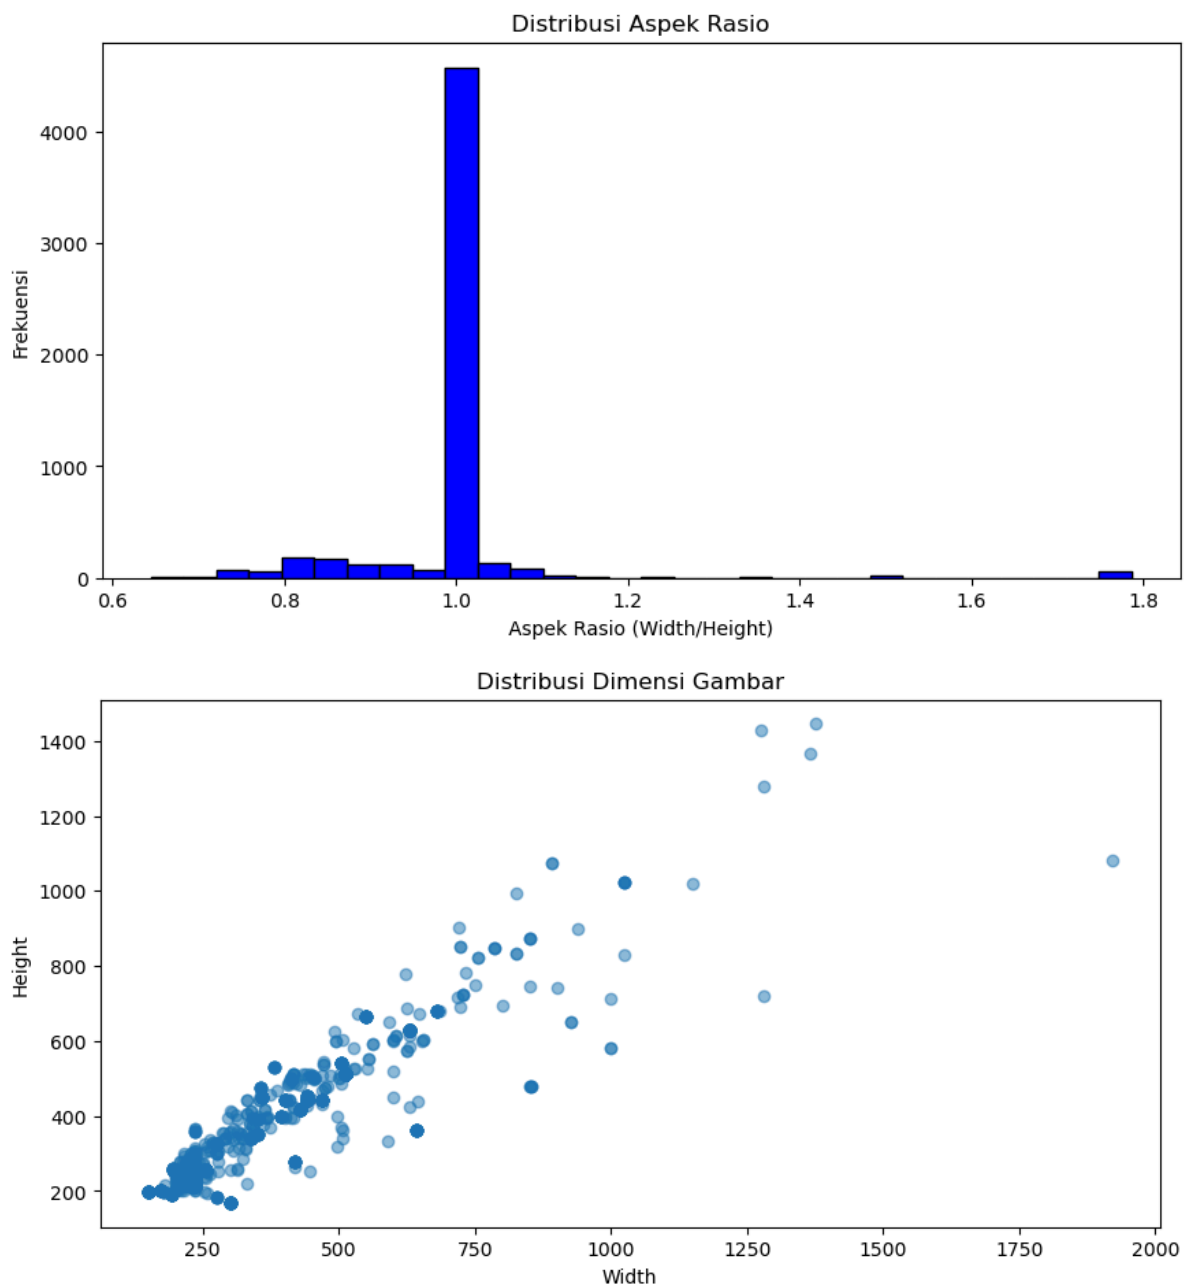 Distribusi Aspek Rasio
4000
3000
2000
1000
0
Frekuensi
0.6 0.8 1.0 1.2 1.4 1.6 1.8
Aspek Rasio (Width/Height)
Distribusi Dimensi Gambar
1400
1200
1000
800
600
400
200
Height
250 500 750 1000 1250 1500 1750 2000
Width